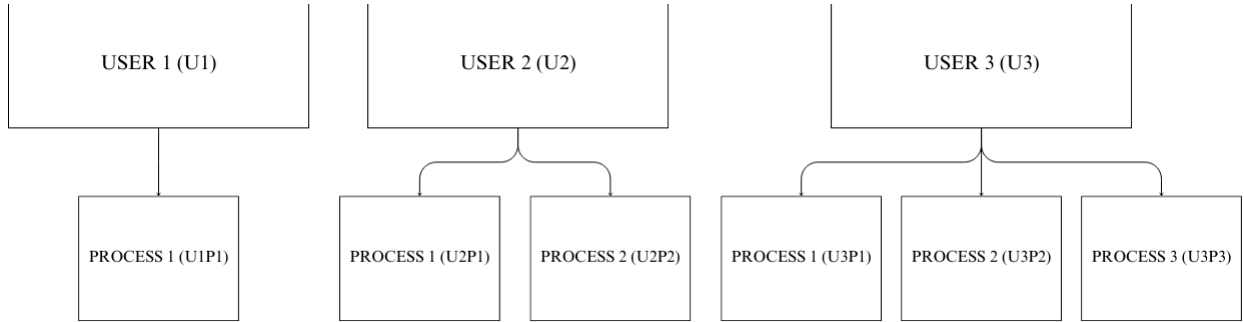 USER 1 (U1)
USER 2 (U2)
USER 3 (U3)
PROCESS 1 (U1P1)
PROCESS 1 (U2P1)
PROCESS 2 (U2P2)
PROCESS 1 (U3P1)
PROCESS 2 (U3P2)
PROCESS 3 (U3P3)